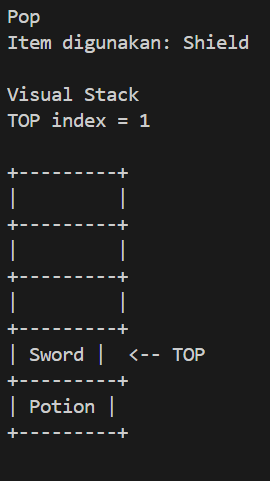 Pop
Item digunakan: Shield

Visual Stack
TOP index = 1

+---------+
|         |
+---------+
|         |
+---------+
|         |
+---------+
| Sword |  <-- TOP
+---------+
| Potion |
+---------+